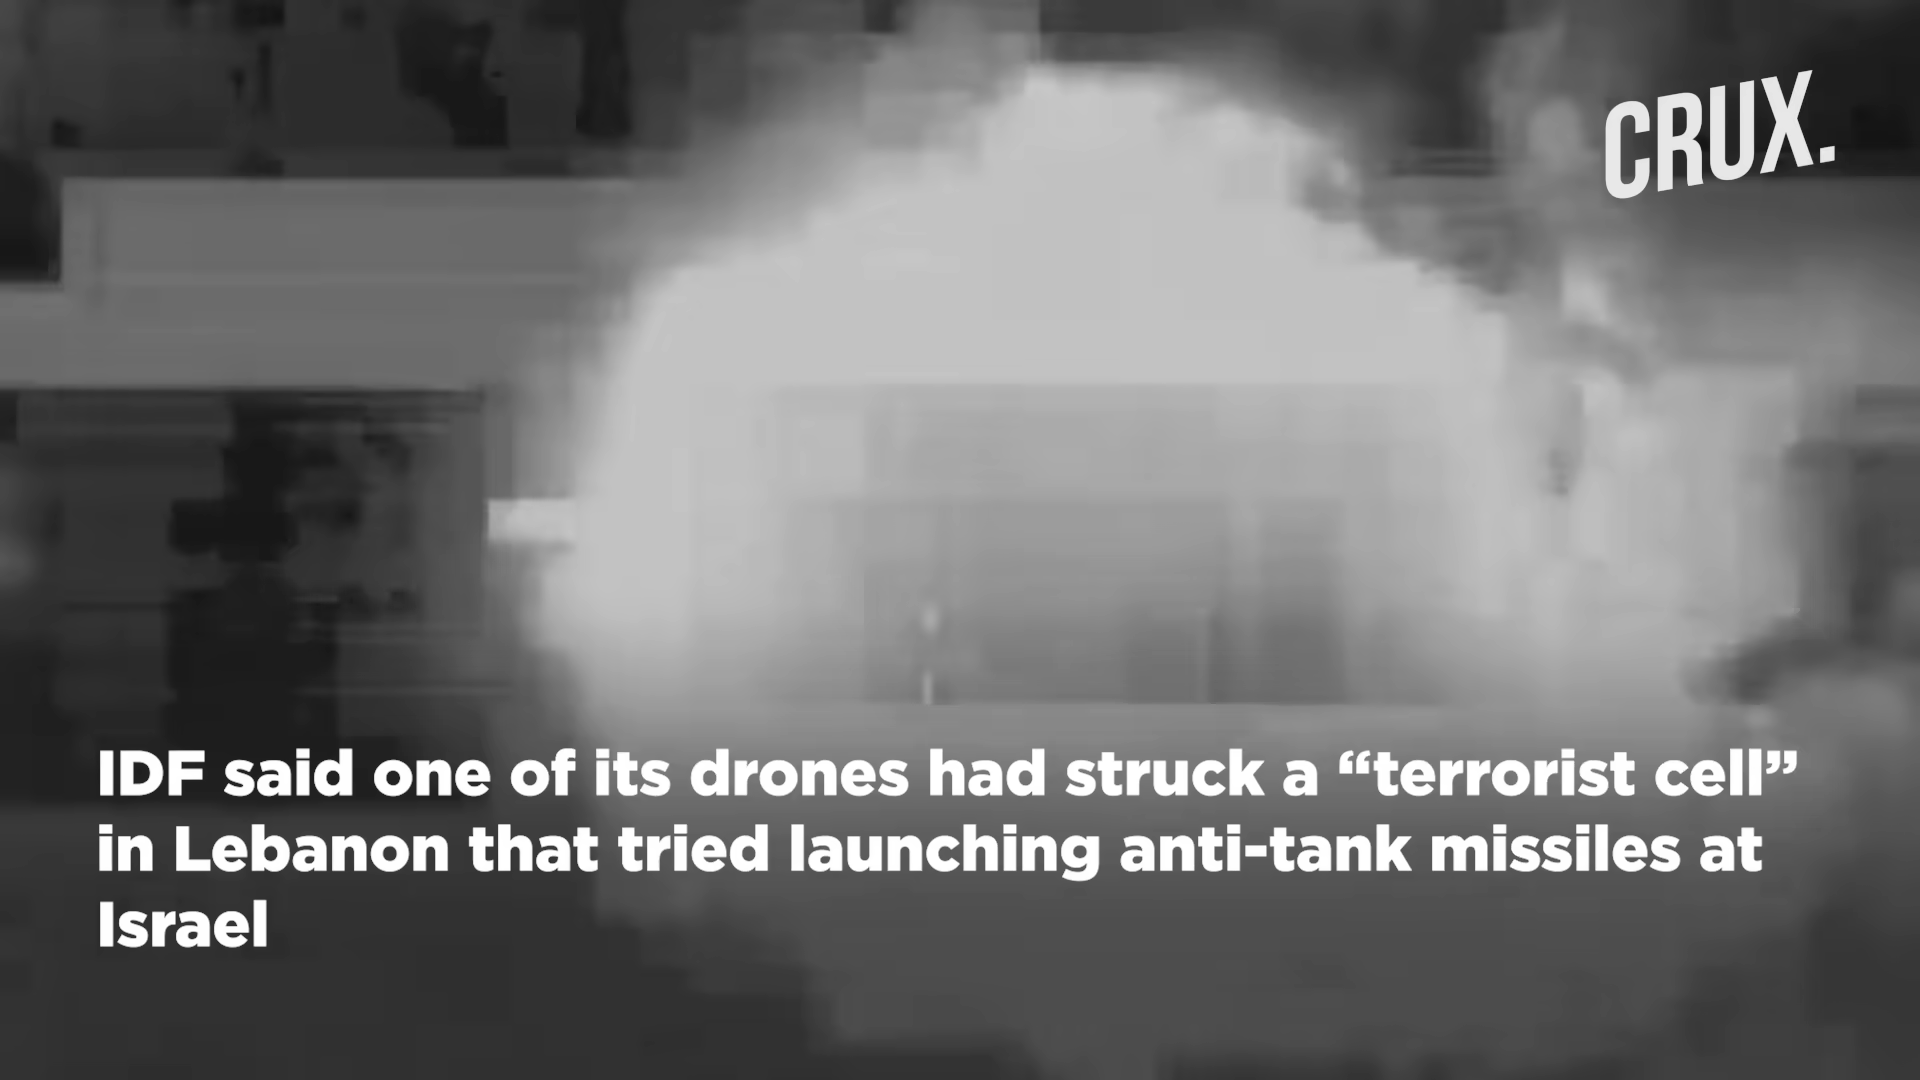 CRUX.
IDF said one of its drones had struck a “terrorist cell”
in Lebanon that tried launching anti-tank missiles at
Israel